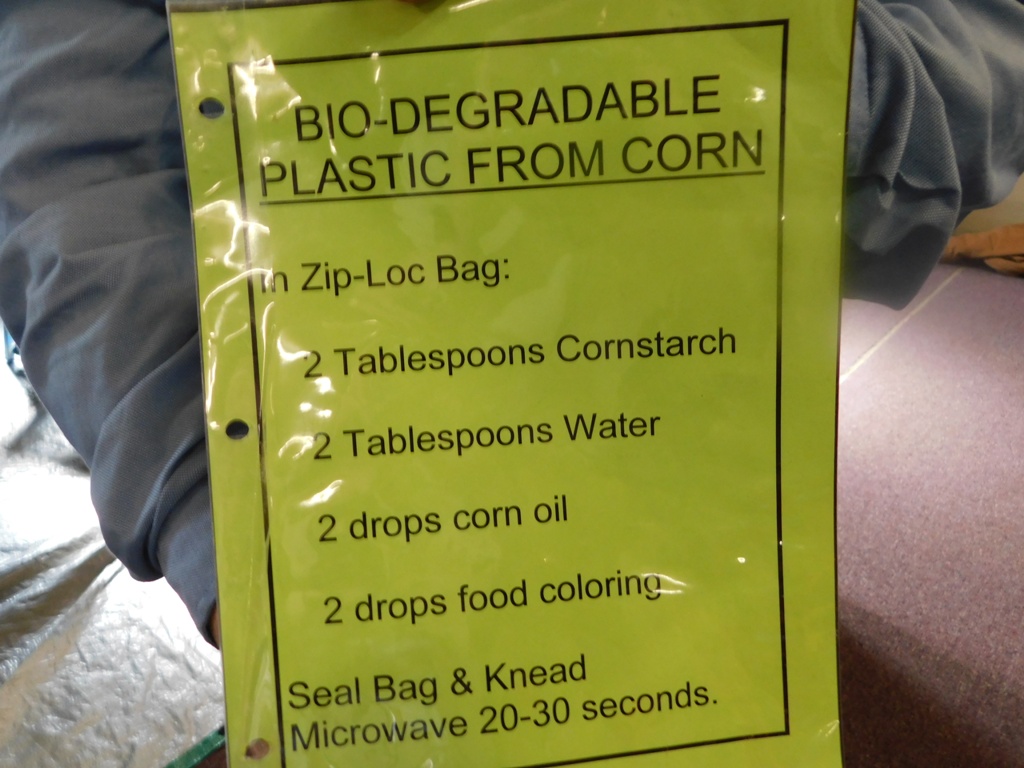 BIO-DEGRADABLE
PLASTIC FROM CORN
In Zip-Loc Bag:
2 Tablespoons Cornstarch
2 Tablespoons Water
2 drops corn oil
2 drops food coloring
Seal Bag & Knead
Microwave 20-30 seconds.